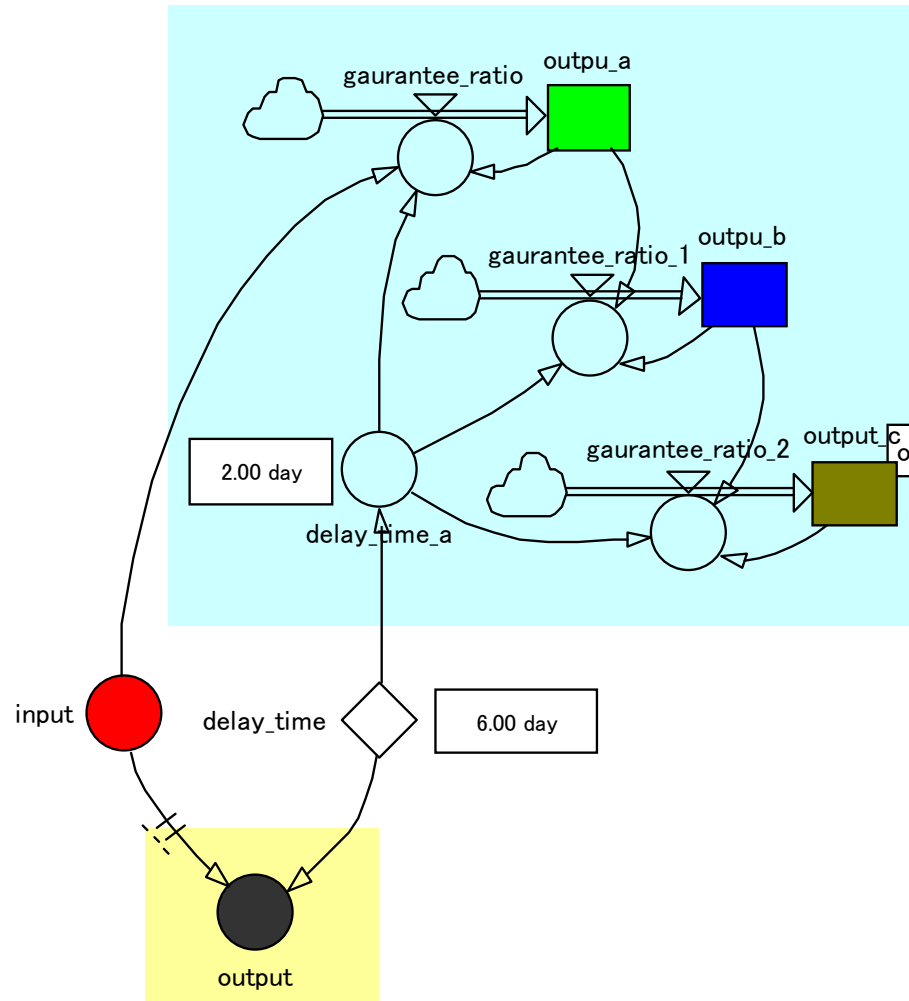 outpu_a
gaurantee_ratio
outpu_b
gaurantee_ratio_1
output_c
o
gaurantee_ratio_2
2.00 day
delay_time_a
input
delay_time
6.00 day
output